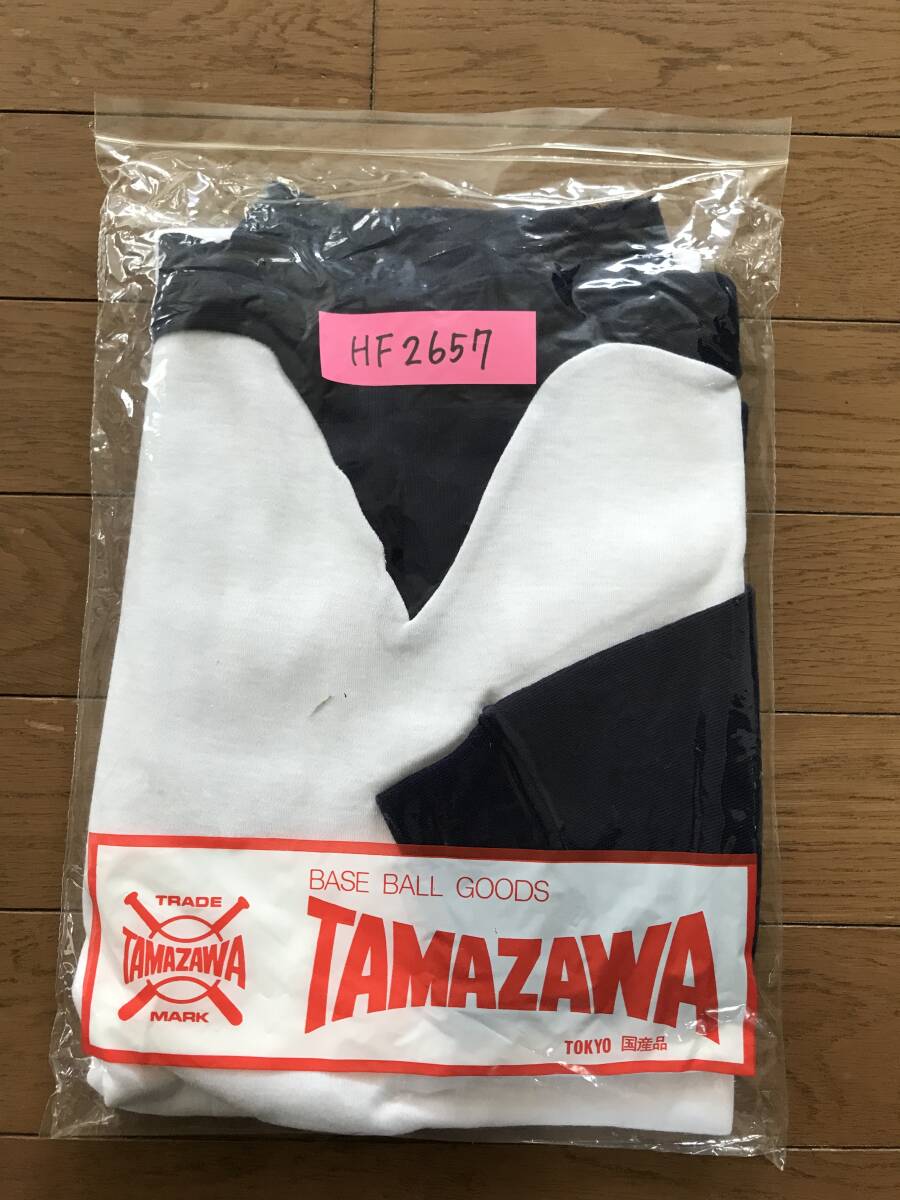 HF2657
BASE BALL GOODS
TRADE
TAMAZAWA
MARK
TAMAZAWA
TOKYO 国産品